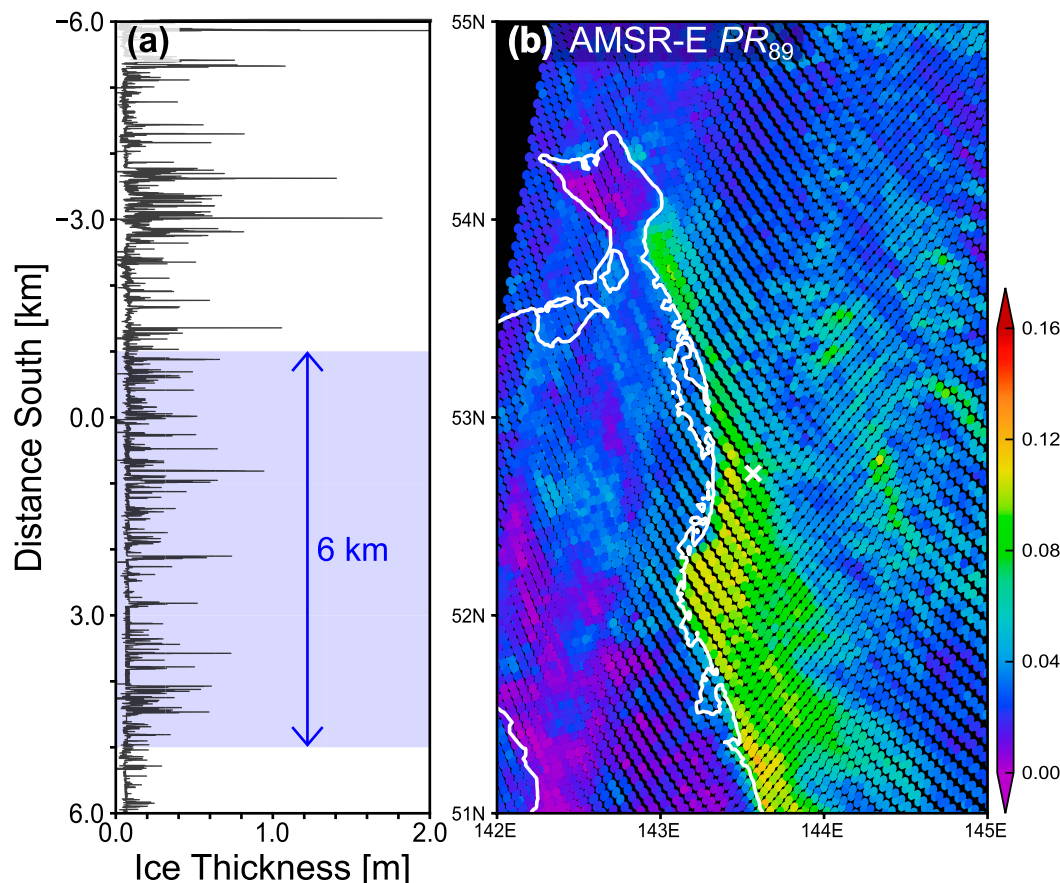 (a)
−6.0
−3.0
0.0
3.0
6.0
Distance South [km]
6 km
0.0
1.0
2.0
Ice Thickness [m]
(b) AMSR-E PR89
55N
54N
53N
52N
51N
142E
143E
144E
145E
0.16
0.12
0.08
0.04
0.00